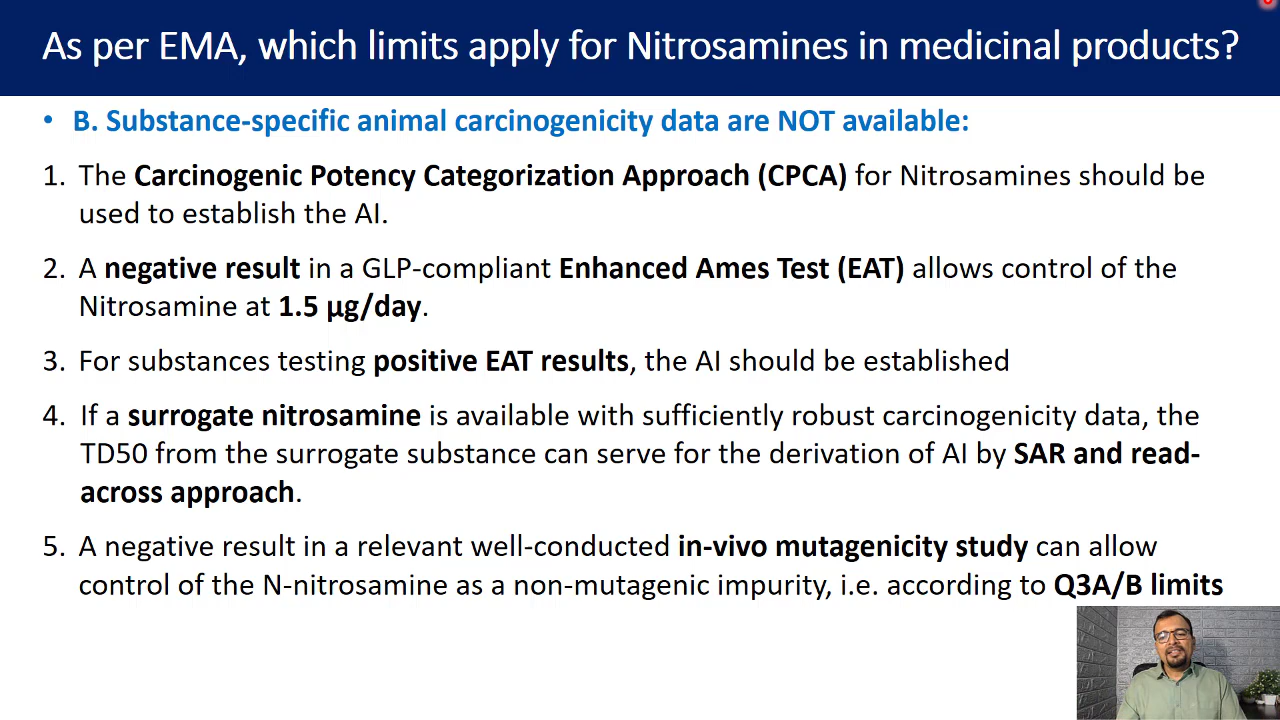 As per EMA, which limits apply for Nitrosamines in medicinal products?
• B. Substance-specific animal carcinogenicity data are NOT available:
1. The Carcinogenic Potency Categorization Approach (CPCA) for Nitrosamines should be
used to establish the AI.
2. A negative result in a GLP-compliant Enhanced Ames Test (EAT) allows control of the
Nitrosamine at 1.5 µg/day.
3. For substances testing positive EAT results, the AI should be established
4. If a surrogate nitrosamine is available with sufficiently robust carcinogenicity data, the
TD50 from the surrogate substance can serve for the derivation of AI by SAR and read-
across approach.
5. A negative result in a relevant well-conducted in-vivo mutagenicity study can allow
control of the N-nitrosamine as a non-mutagenic impurity, i.e. according to Q3A/B limits